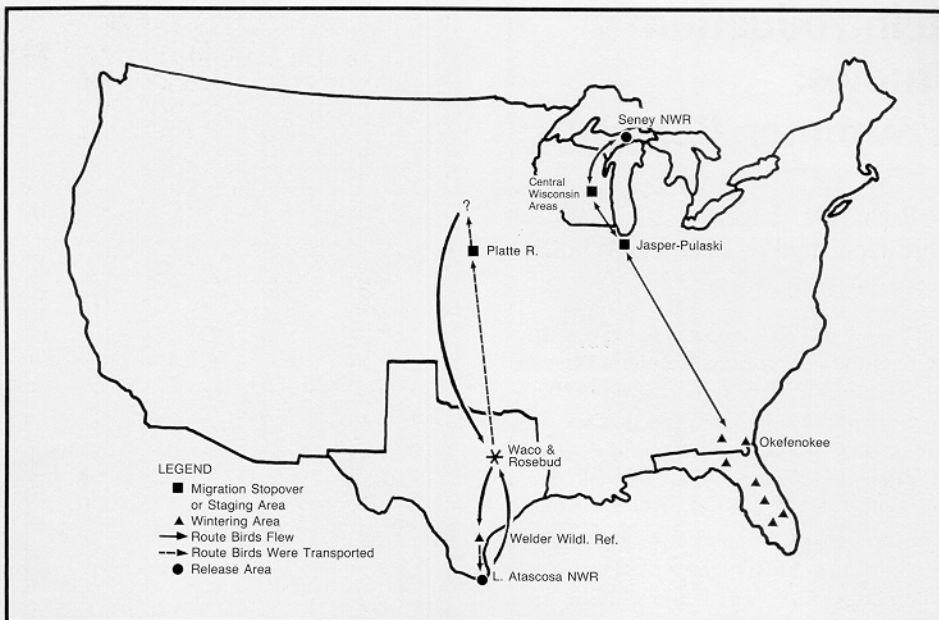 Seney NWR
Central
Wisconsin
Areas
?
Platte R.
Jasper-Pulaski
Okefenokee
Waco &
Rosebud
Welder Wildl. Ref.
L. Atascosa NWR
LEGEND
Migration Stopover
or Staging Area
Wintering Area
Route Birds Flew
Route Birds Were Transported
Release Area